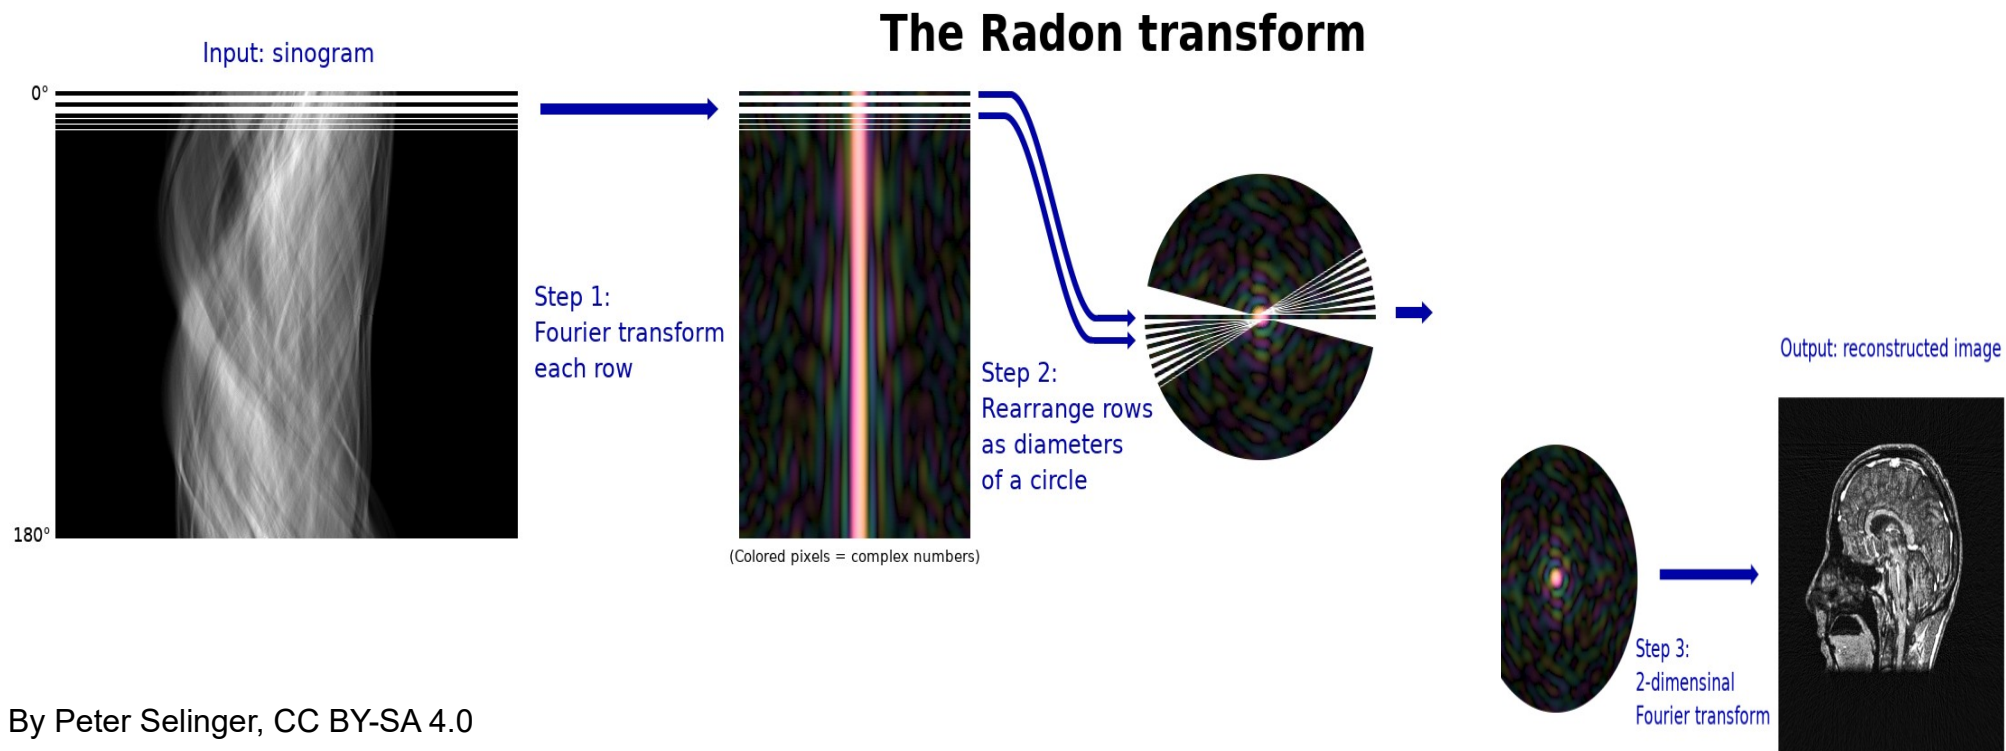 The Radon transform
Input: sinogram
0º
180º
Step 1:
Fourier transform
each row
(Colored pixels = complex numbers)
Step 2:
Rearrange rows
as diameters
of a circle
Step 3:
2-dimensinal
Fourier transform
Output: reconstructed image
By Peter Selinger, CC BY-SA 4.0